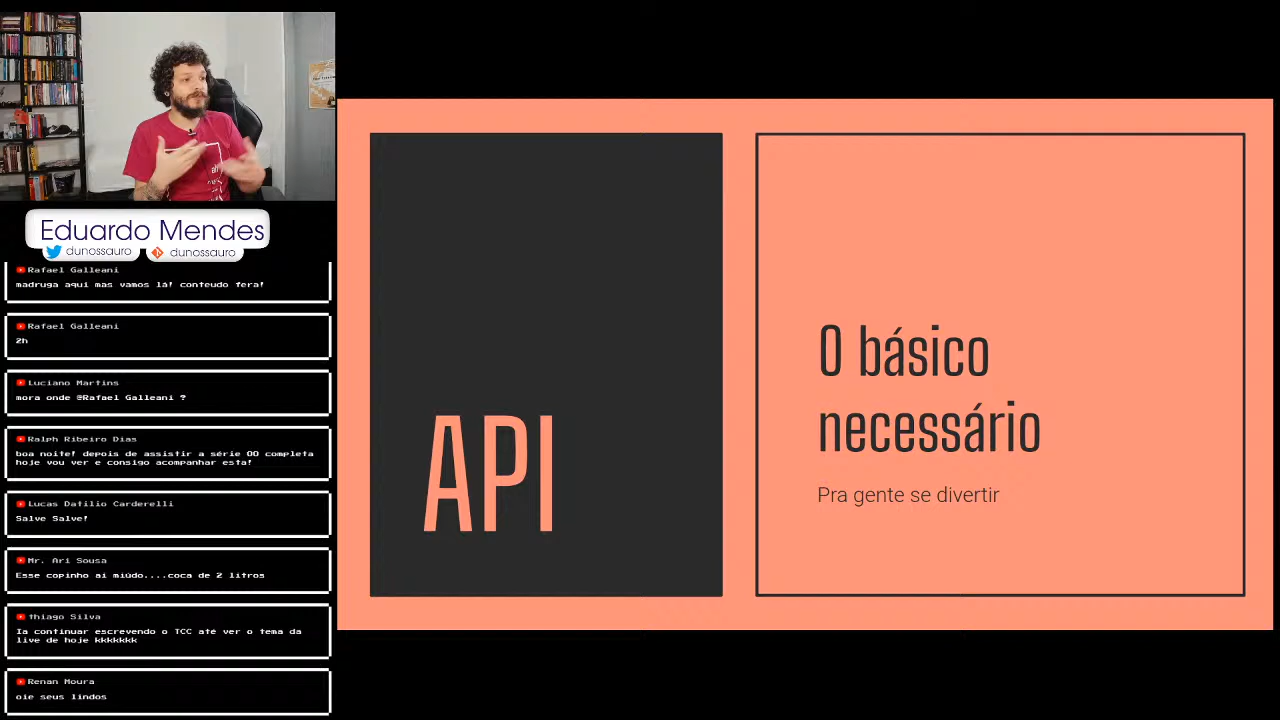 Eduardo Mendes
dunossauro
dunossauro
Rafael Galleani
madruga aqui mas vamos lá! conteudo fera!
Rafael Galleani
2h
Luciano Martins
mora onde @Rafael Galleani ?
Ralph Ribeiro Dias
boa noite! depois de assistir a série OO completa
hoje vou ver e consigo acompanhar esta!
Lucas Datilio Carderelli
Salve Salve!
Mr. Ari Sousa
Esse copinho ai miúdo....coca de 2 litros
thiago Silva
Ia continuar escrevendo o TCC até ver o tema da
live de hoje kkkkkkk
Renan Moura
oie seus lindos
API
O básico
necessário
Pra gente se divertir